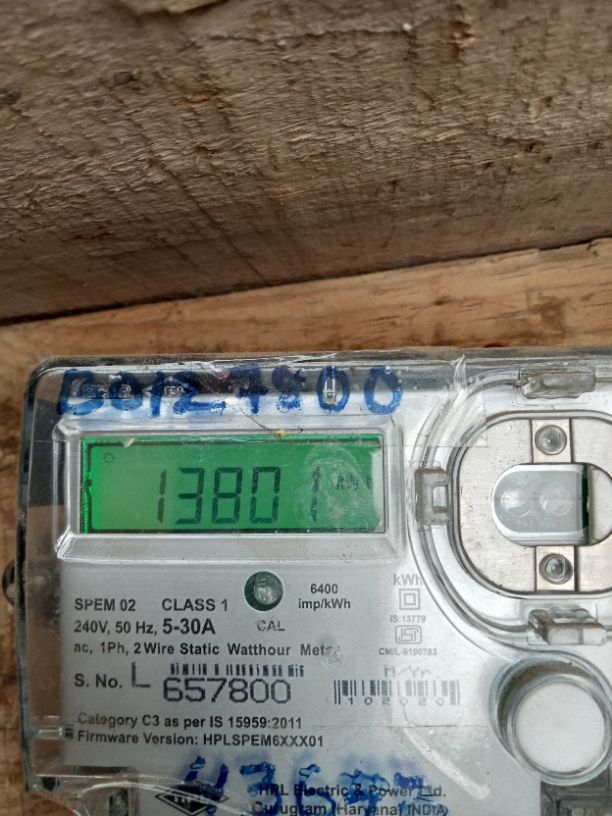 13801
SPEM 02 CLASS 1
240V, 50 Hz, 5-30A
6400
imp/kWh
CAL
ac, 1Ph, 2 Wire Static Watthour Meter
S. No. L 657800
Category C3 as per IS 15959:2011
Firmware Version: HPLSPEM6XXX01
kWh
IS:13779
CM/L-9190783
M/Yr
102020
HPL Electric & Power Ltd.
Gurugram (Haryana) INDIA